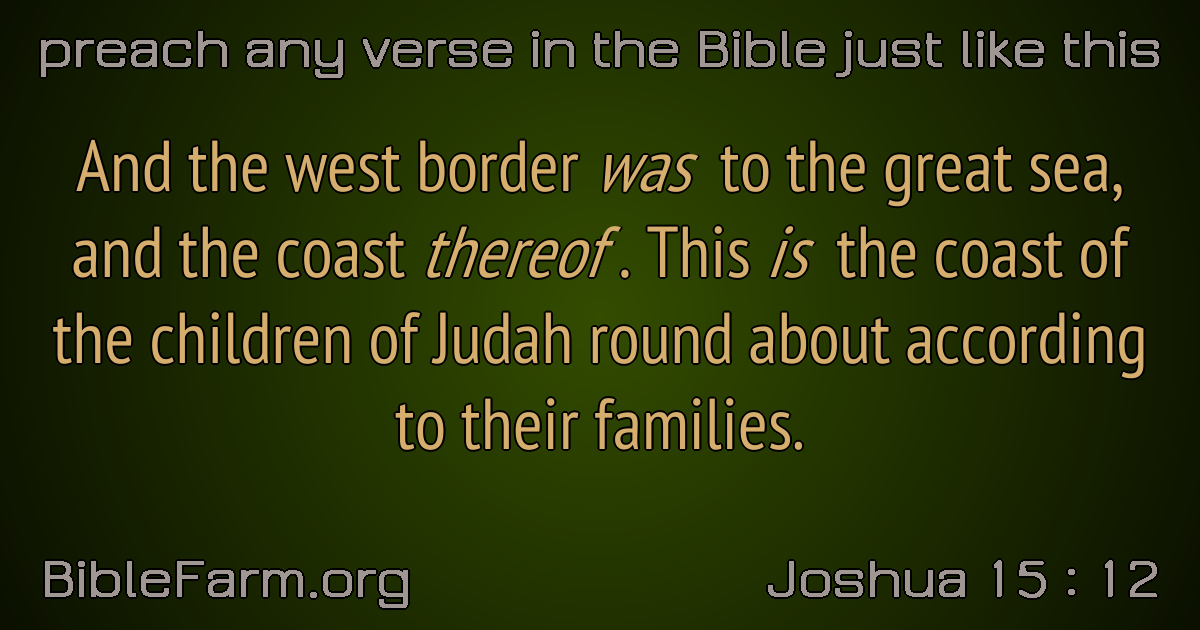 preach any verse in the Bible just like this
And the west border was to the great sea,
and the coast thereof . This is the coast of
the children of Judah round about according
to their families.
BibleFarm.org
Joshua 15 : 12